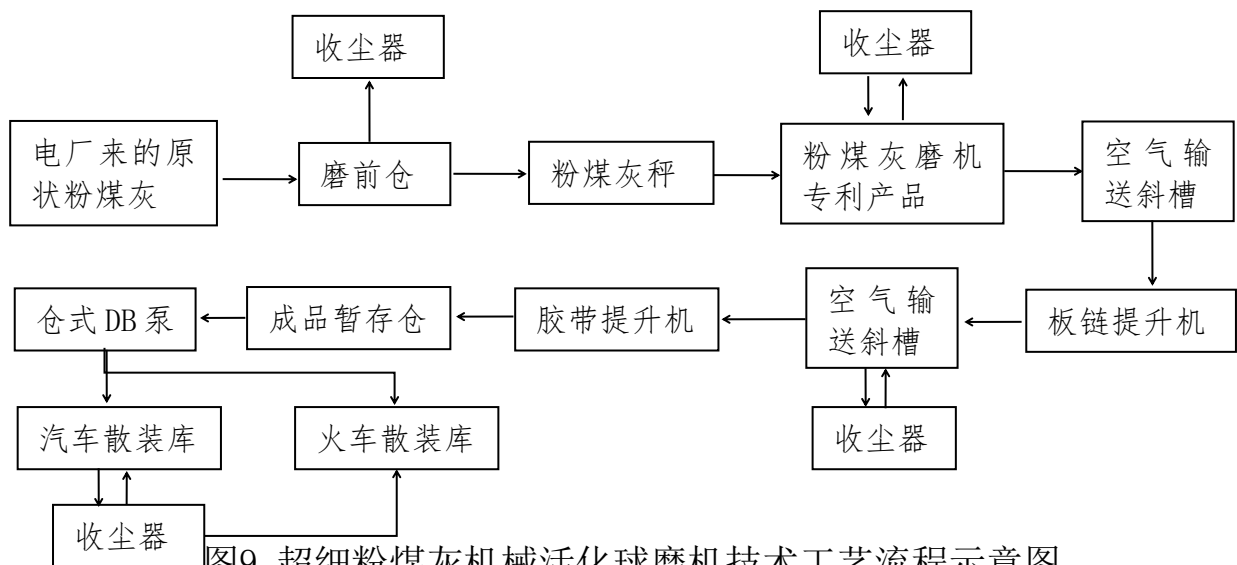 收尘器
收尘器
电厂来的原
状粉煤灰
磨前仓
粉煤灰秤
粉煤灰磨机
专利产品
空气输
送斜槽
仓式 DB 泵
成品暂存仓
胶带提升机
空气输
送斜槽
板链提升机
汽车散装库
火车散装库
收尘器
收尘器
图9 超细粉煤灰机械活化球磨机技术工艺流程示意图